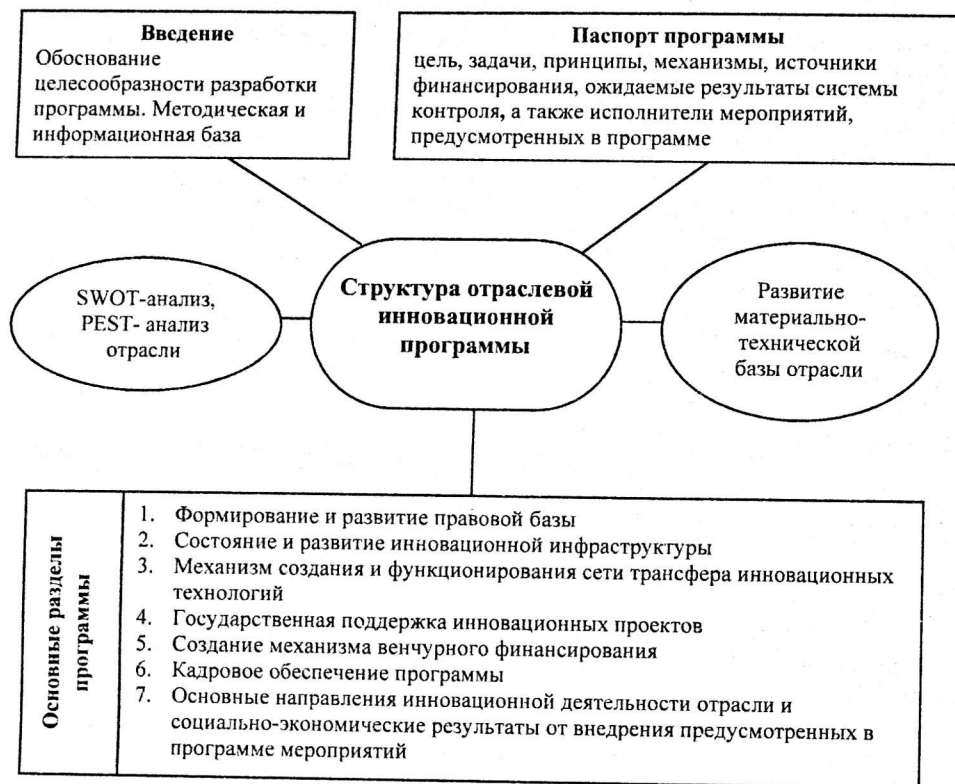 Введение
Обоснование
целесообразности разработки
программы. Методическая и
информационная база
Паспорт программы
цель, задачи, принципы, механизмы, источники
финансирования, ожидаемые результаты системы
контроля, а также исполнители мероприятий,
предусмотренных в программе
SWOT-анализ,
PEST- анализ
отрасли
Структура отраслевой
инновационной
программы
Развитие
материально-
технической
базы отрасли
Основные разделы
программы
1. Формирование и развитие правовой базы
2. Состояние и развитие инновационной инфраструктуры
3. Механизм создания и функционирования сети трансфера инновационных
технологий
4. Государственная поддержка инновационных проектов
5. Создание механизма венчурного финансирования
6. Кадровое обеспечение программы
7. Основные направления инновационной деятельности отрасли и
социально-экономические результаты от внедрения предусмотренных в
программе мероприятий